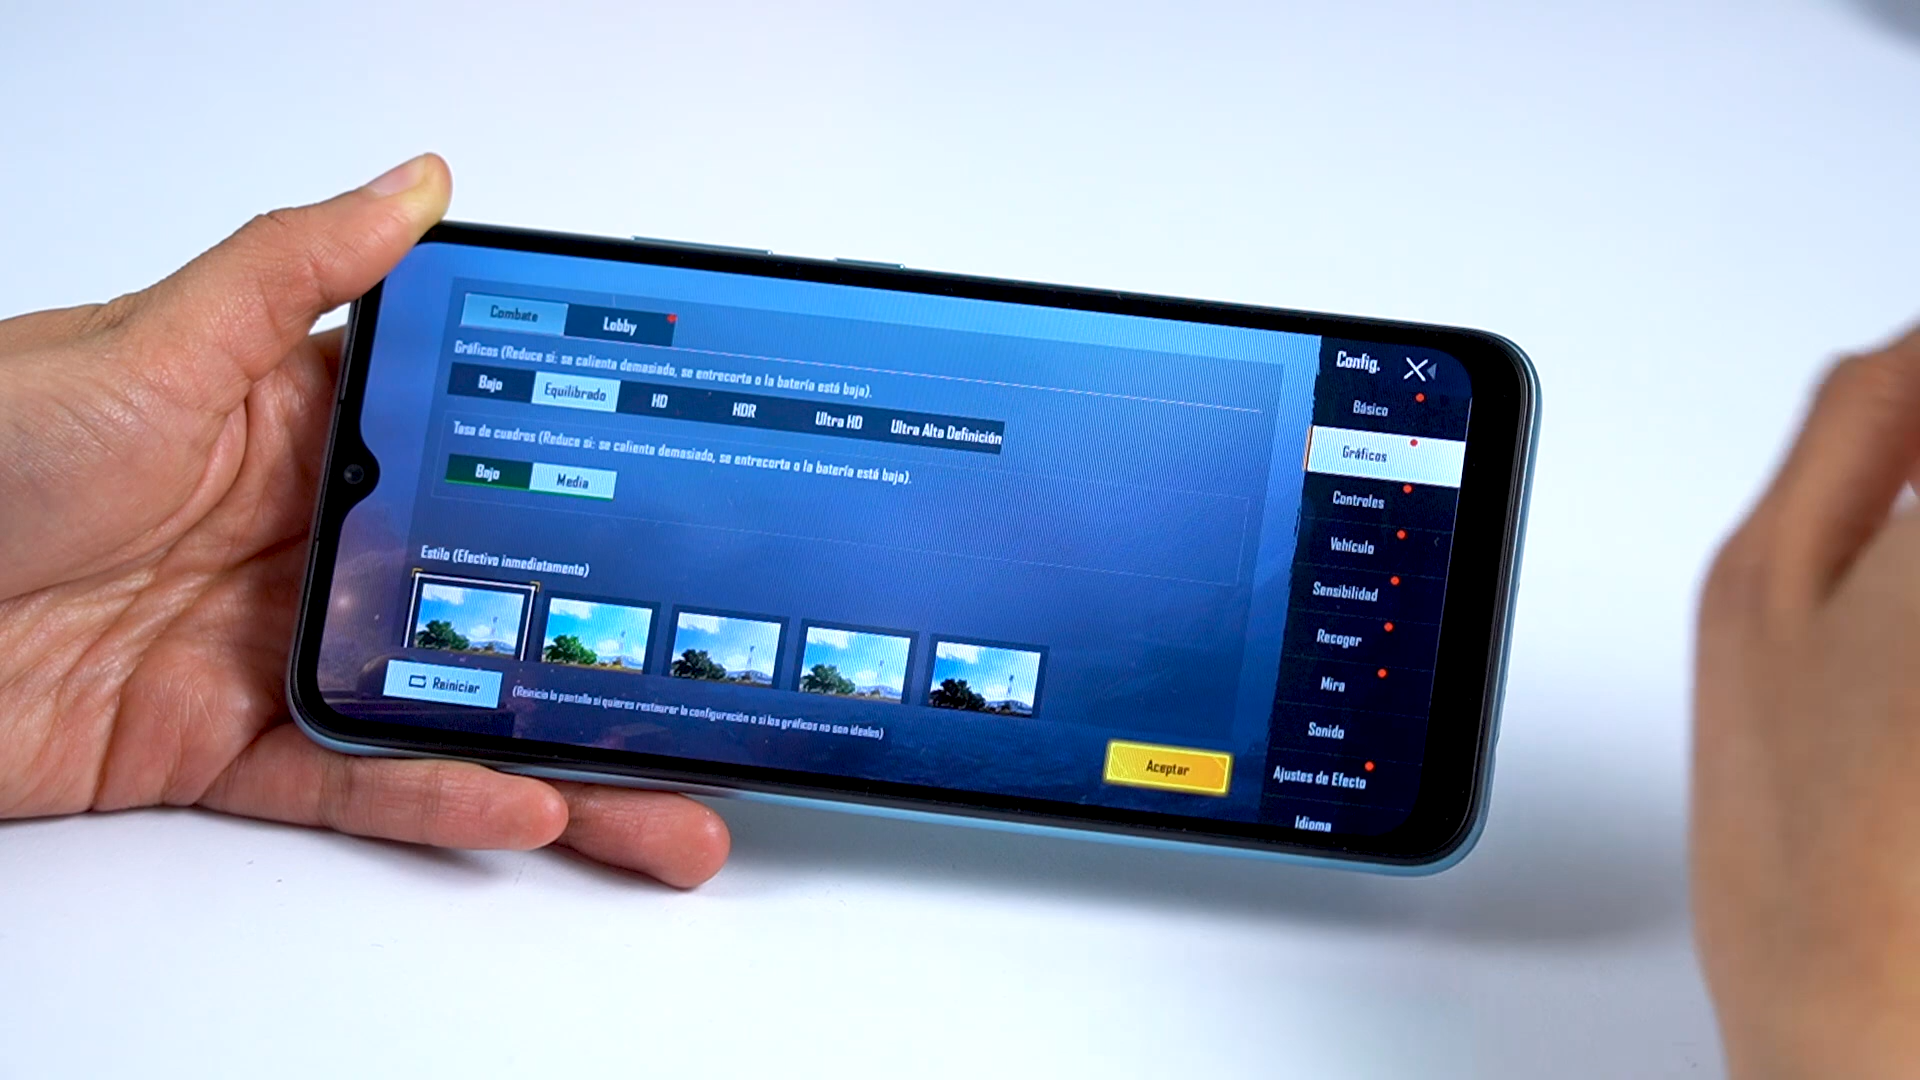 Combate Lobby
Gráficos (Reduce si: se calienta demasiado, se entrecorta o la batería está baja).
Bajo Equilibrado HD HDR Ultra HD Ultra Alta Definición
Tasa de cuadros (Reduce si: se calienta demasiado, se entrecorta o la batería está baja).
Bajo Media
Estilo (Efectivo inmediatamente)
Reiniciar (Reinicia la pantalla si quieres restaurar la configuración o si los gráficos no son ideales)
Aceptar
Config.
Básico
Gráficos
Controles
Vehículo
Sensibilidad
Recoger
Mira
Sonido
Ajustes de Efecto
Idioma